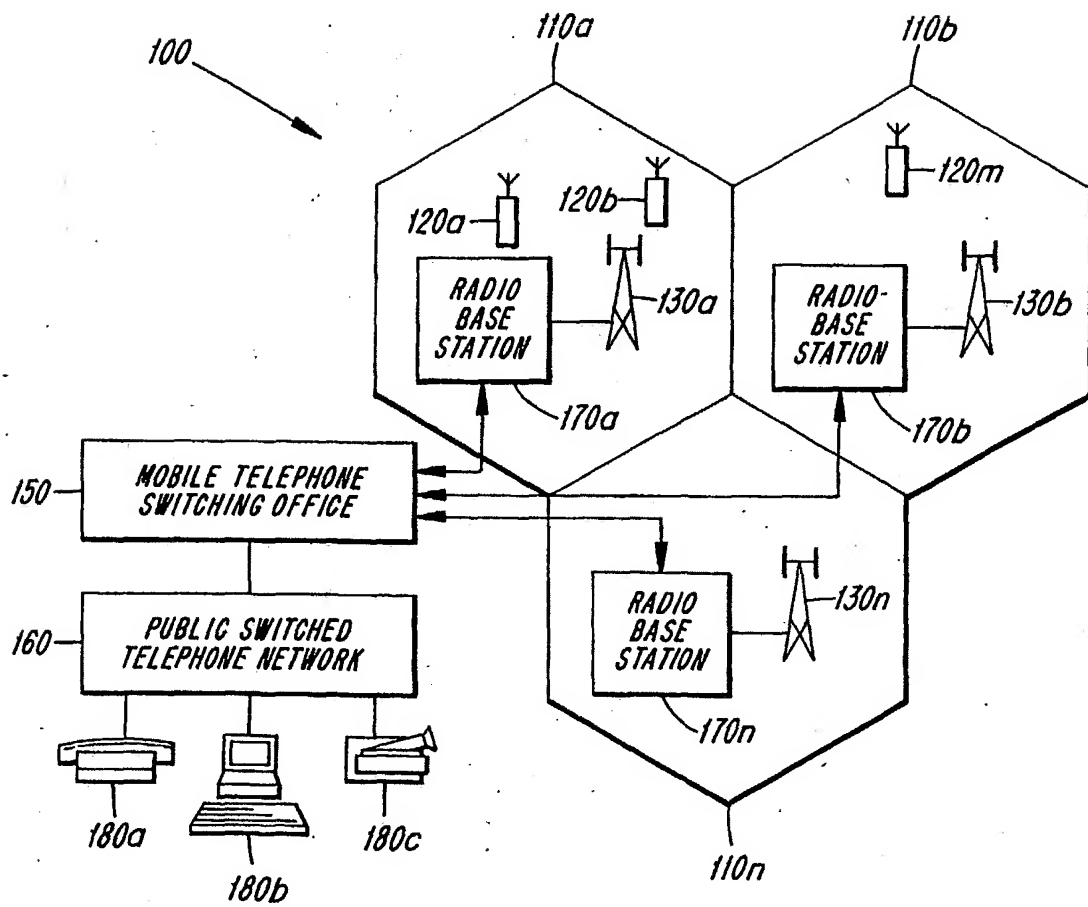 100
110a
110b
120a
120b
120m
RADIO
BASE
STATION
130a
RADIO-
BASE
STATION
130b
170a
170b
150
MOBILE TELEPHONE
SWITCHING OFFICE
160
PUBLIC SWITCHED
TELEPHONE NETWORK
RADIO
BASE
STATION
130n
170n
180a
180b
180c
110n